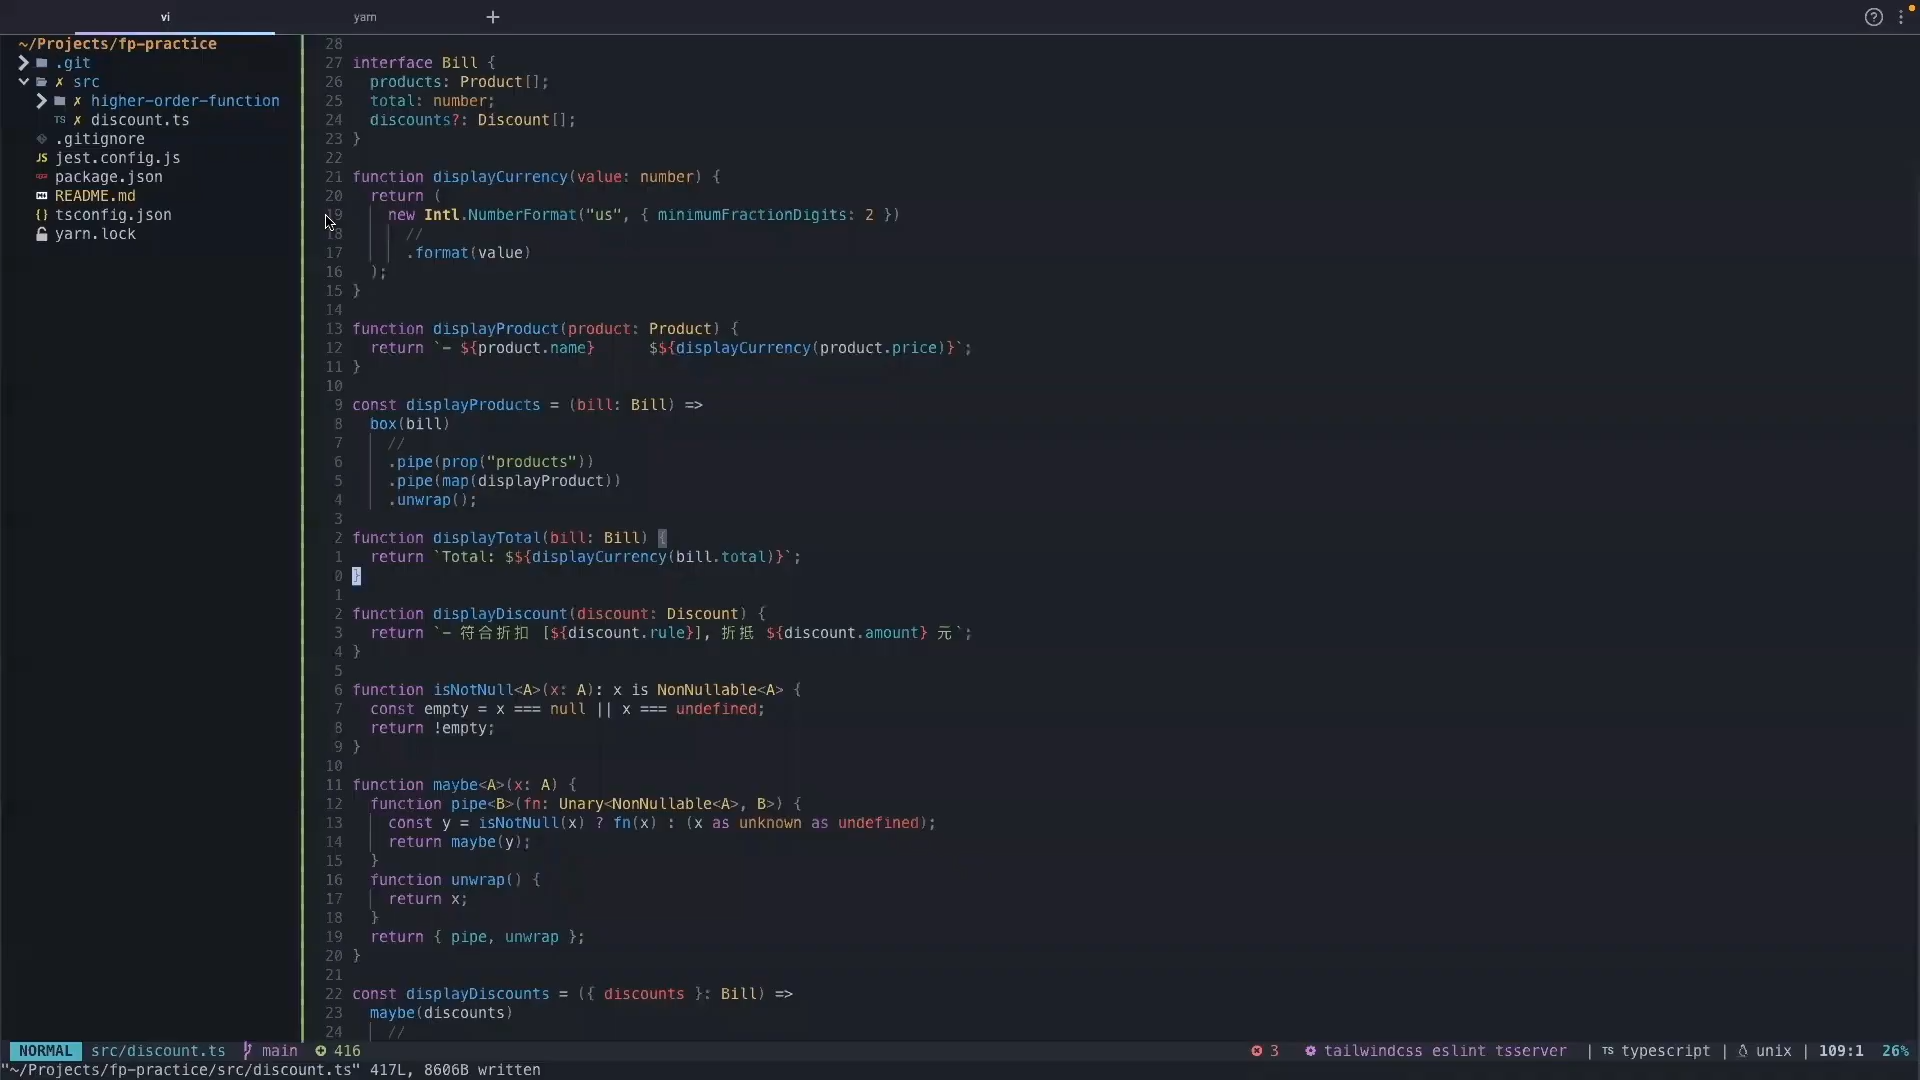 vi
yarn
+
~/Projects/fp-practice
.git
✗ src
✗ higher-order-function
TS ✗ discount.ts
.gitignore
JS jest.config.js
package.json
README.md
{} tsconfig.json
yarn.lock
28
27 interface Bill {
26 products: Product[];
25 total: number;
24 discounts?: Discount[];
23 }
22
21 function displayCurrency(value: number) {
20 return (
19 new Intl.NumberFormat("us", { minimumFractionDigits: 2 })
18 //
17 .format(value)
16 );
15 }
14
13 function displayProduct(product: Product) {
12 return `- ${product.name}      $${displayCurrency(product.price)}`;
11 }
10
9 const displayProducts = (bill: Bill) =>
8 box(bill)
7 //
6 .pipe(prop("products"))
5 .pipe(map(displayProduct))
4 .unwrap();
3
2 function displayTotal(bill: Bill) {
1 return `Total: $${displayCurrency(bill.total)}`;
0 }
1
2 function displayDiscount(discount: Discount) {
3 return `- 符合折扣 [${discount.rule}], 折抵 ${discount.amount} 元`;
4 }
5
6 function isNotNull<A>(x: A): x is NonNullable<A> {
7 const empty = x === null || x === undefined;
8 return !empty;
9 }
10
11 function maybe<A>(x: A) {
12 function pipe<B>(fn: Unary<NonNullable<A>, B>) {
13 const y = isNotNull(x) ? fn(x) : (x as unknown as undefined);
14 return maybe(y);
15 }
16 function unwrap() {
17 return x;
18 }
19 return { pipe, unwrap };
20 }
21
22 const displayDiscounts = ({ discounts }: Bill) =>
23 maybe(discounts)
24 //
NORMAL src/discount.ts main 416 3 tailwindcss eslint tsserver | TS typescript | unix | 109:1 26%
"~/Projects/fp-practice/src/discount.ts" 417L, 8606B written